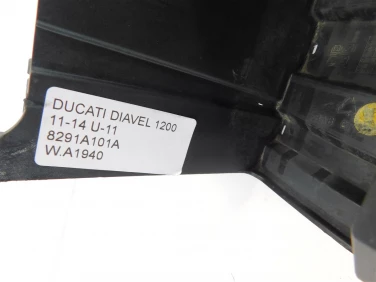 DUCATI DIAVEL 1200
11-14 U-11
8291A101A
W.A1940